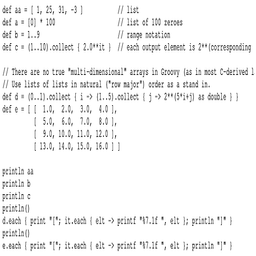 def aa = [ 1, 25, 31, -3 ]           // list
def a = [0] * 100                    // list of 100 zeroes
def b = 1..9                         // range notation
def c = (1..10).collect { 2.0**it }  // each output element is 2**(corresponding
// There are no true "multi-dimensional" arrays in Groovy (as in most C-derived l
// Use lists of lists in natural ("row major") order as a stand in.
def d = (0..1).collect { i -> (1..5).collect { j -> 2**(5*i+j) as double } }
def e = [ [  1.0,  2.0,  3.0,  4.0 ],
          [  5.0,  6.0,  7.0,  8.0 ],
          [  9.0, 10.0, 11.0, 12.0 ],
          [ 13.0, 14.0, 15.0, 16.0 ] ]
println aa
println b
println c
println()
d.each { print "["; it.each { elt -> printf "%7.1f ", elt }; println "]" }
println()
e.each { print "["; it.each { elt -> printf "%7.1f ", elt }; println "]" }